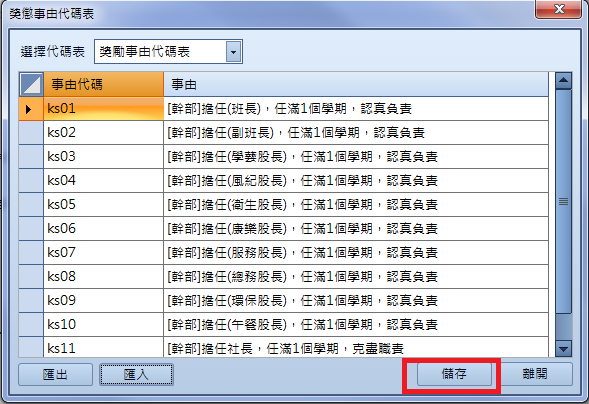 獎懲事由代碼表
選擇代碼表 獎勵事由代碼表
事由代碼 事由
ks01 [幹部]擔任(班長)，任滿1個學期，認真負責
ks02 [幹部]擔任(副班長)，任滿1個學期，認真負責
ks03 [幹部]擔任(學藝股長)，任滿1個學期，認真負責
ks04 [幹部]擔任(風紀股長)，任滿1個學期，認真負責
ks05 [幹部]擔任(衛生股長)，任滿1個學期，認真負責
ks06 [幹部]擔任(康樂股長)，任滿1個學期，認真負責
ks07 [幹部]擔任(服務股長)，任滿1個學期，認真負責
ks08 [幹部]擔任(總務股長)，任滿1個學期，認真負責
ks09 [幹部]擔任(環保股長)，任滿1個學期，認真負責
ks10 [幹部]擔任(午餐股長)，任滿1個學期，認真負責
ks11 [幹部]擔任社長，任滿1個學期，克盡職責
匯出 匯入 儲存 離開